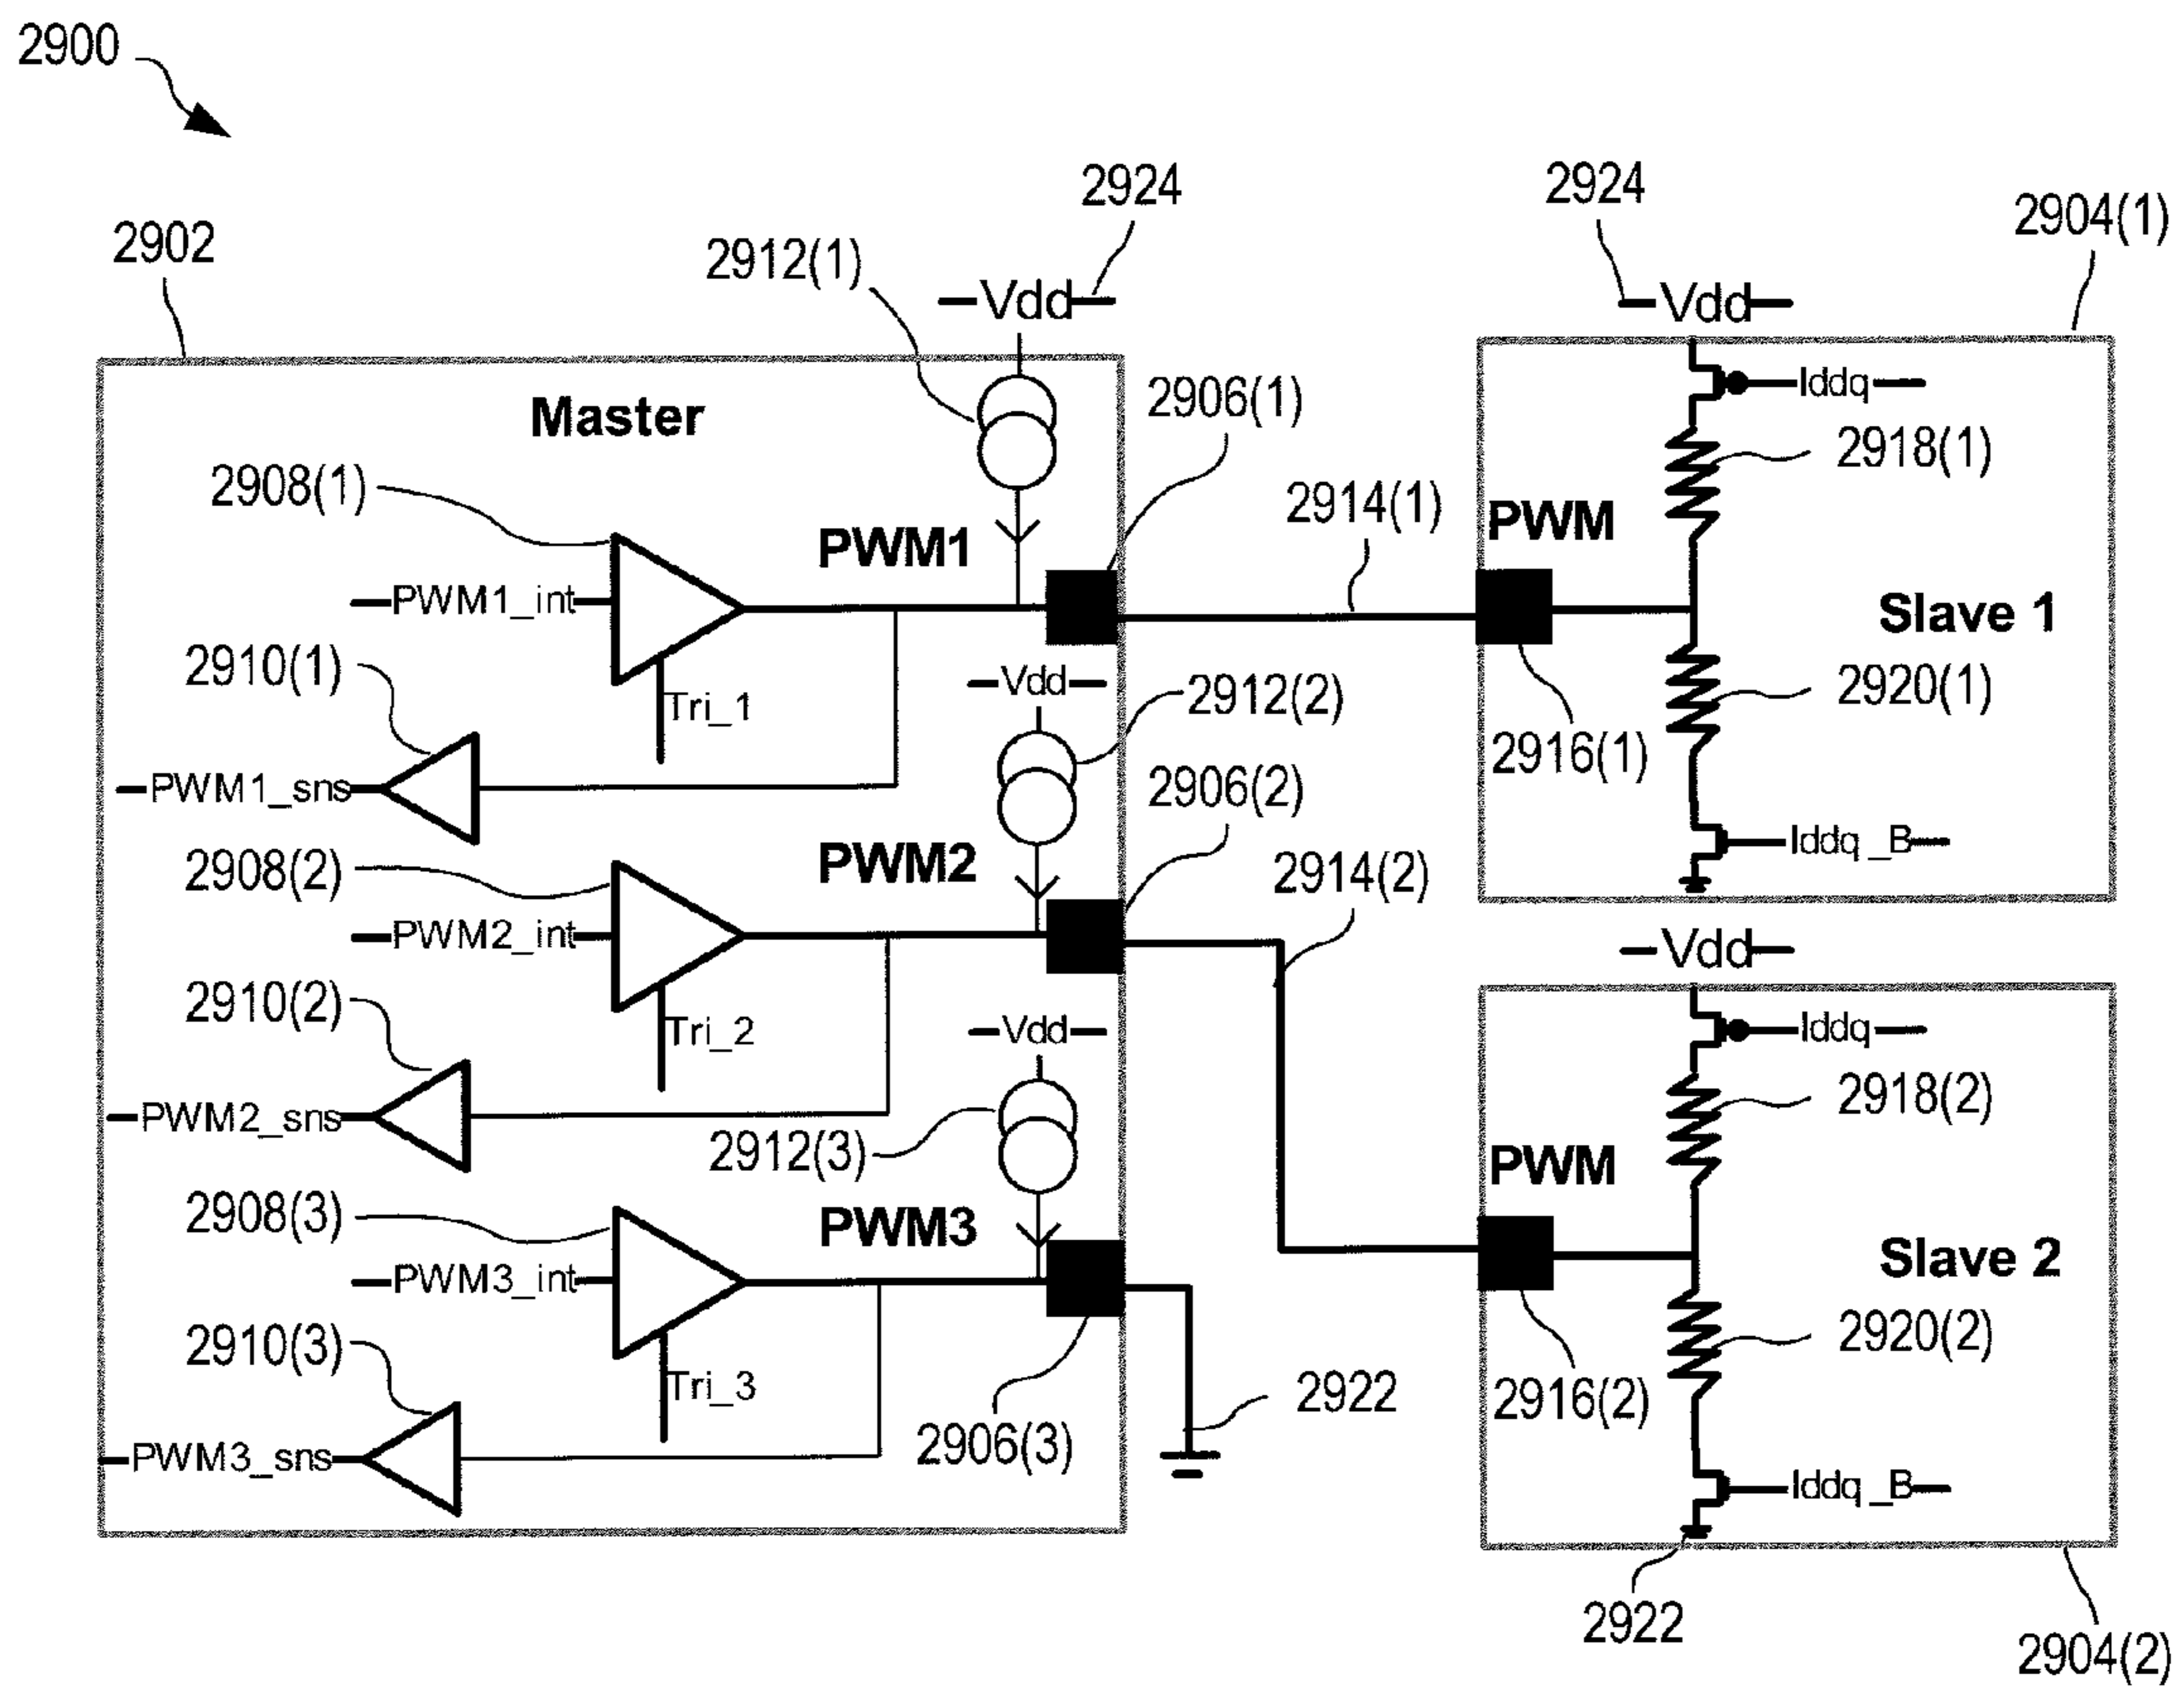 2900
2924
2924
2904(1)
2902
2912(1)
Vdd
Vdd
Master
2906(1)
Iddq
2918(1)
2908(1)
2914(1)
PWM
PWM1
PWM1_int
Slave 1
2910(1)
Tri_1
Vdd
2912(2)
2920(1)
2916(1)
PWM1_sns
2906(2)
Iddq_B
2908(2)
PWM2
2914(2)
PWM2_int
Vdd
2910(2)
Tri_2
Vdd
Iddq
2918(2)
PWM2_sns
2912(3)
PWM
2908(3)
PWM3
Slave 2
PWM3_int
2910(3)
Tri_3
2920(2)
2922
2916(2)
PWM3_sns
2906(3)
Iddq_B
2922
2904(2)